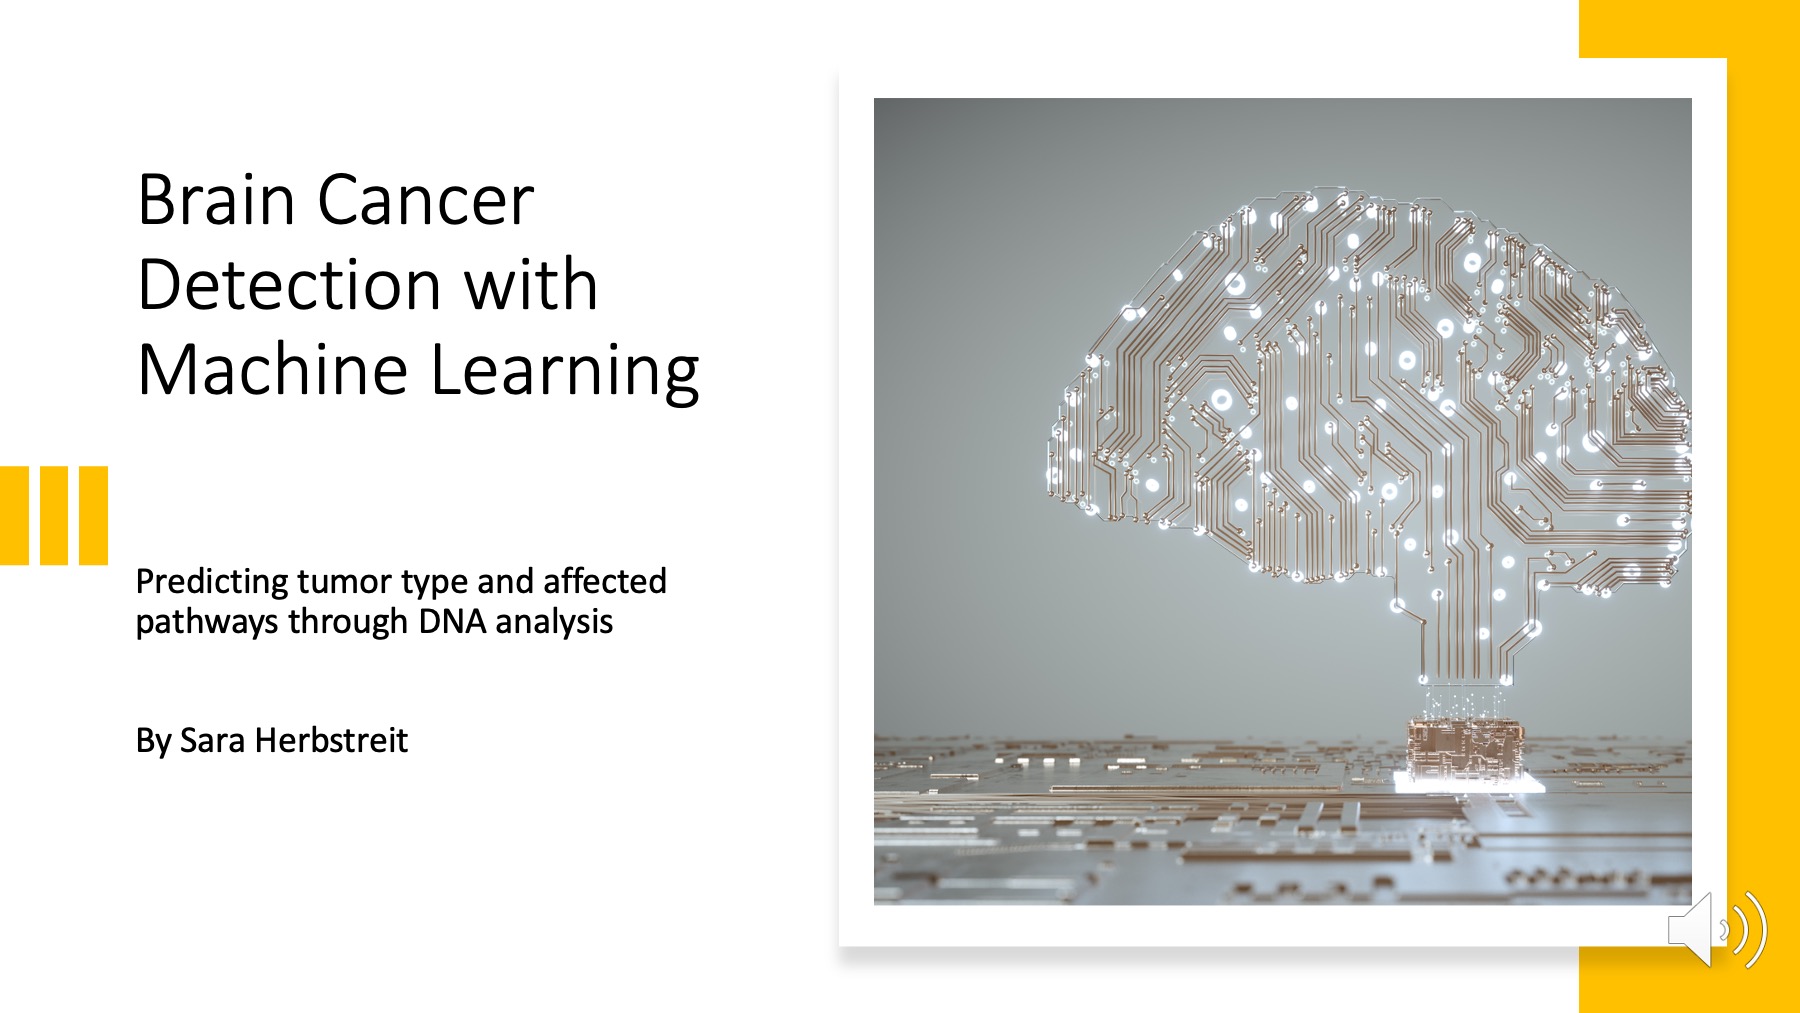 Brain Cancer
Detection with
Machine Learning
Predicting tumor type and affected
pathways through DNA analysis
By Sara Herbstreit